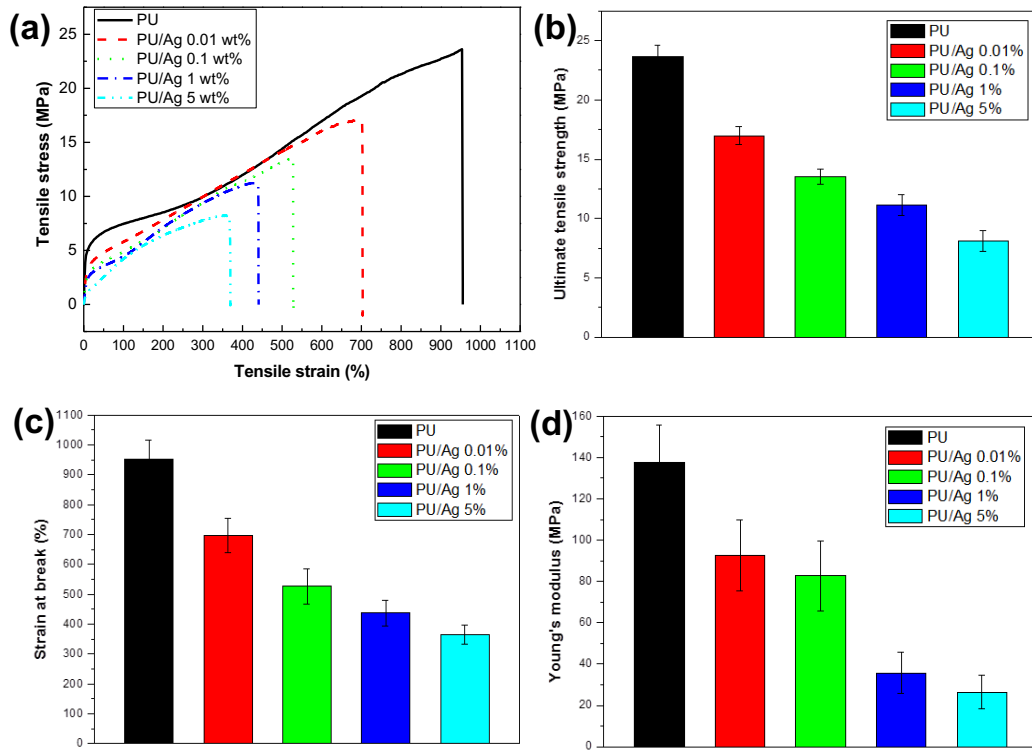 (a)
PU
PU/Ag 0.01 wt%
PU/Ag 0.1 wt%
PU/Ag 1 wt%
PU/Ag 5 wt%
Tensile stress (MPa)
25
20
15
10
5
0
0 100 200 300 400 500 600 700 800 900 1000 1100
Tensile strain (%)
(b)
PU
PU/Ag 0.01%
PU/Ag 0.1%
PU/Ag 1%
PU/Ag 5%
Ultimate tensile strength (MPa)
25
20
15
10
5
0
(c)
PU
PU/Ag 0.01%
PU/Ag 0.1%
PU/Ag 1%
PU/Ag 5%
Strain at break (%)
1100
1000
900
800
700
600
500
400
300
200
100
0
(d)
PU
PU/Ag 0.01%
PU/Ag 0.1%
PU/Ag 1%
PU/Ag 5%
Young's modulus (MPa)
160
140
120
100
80
60
40
20
0